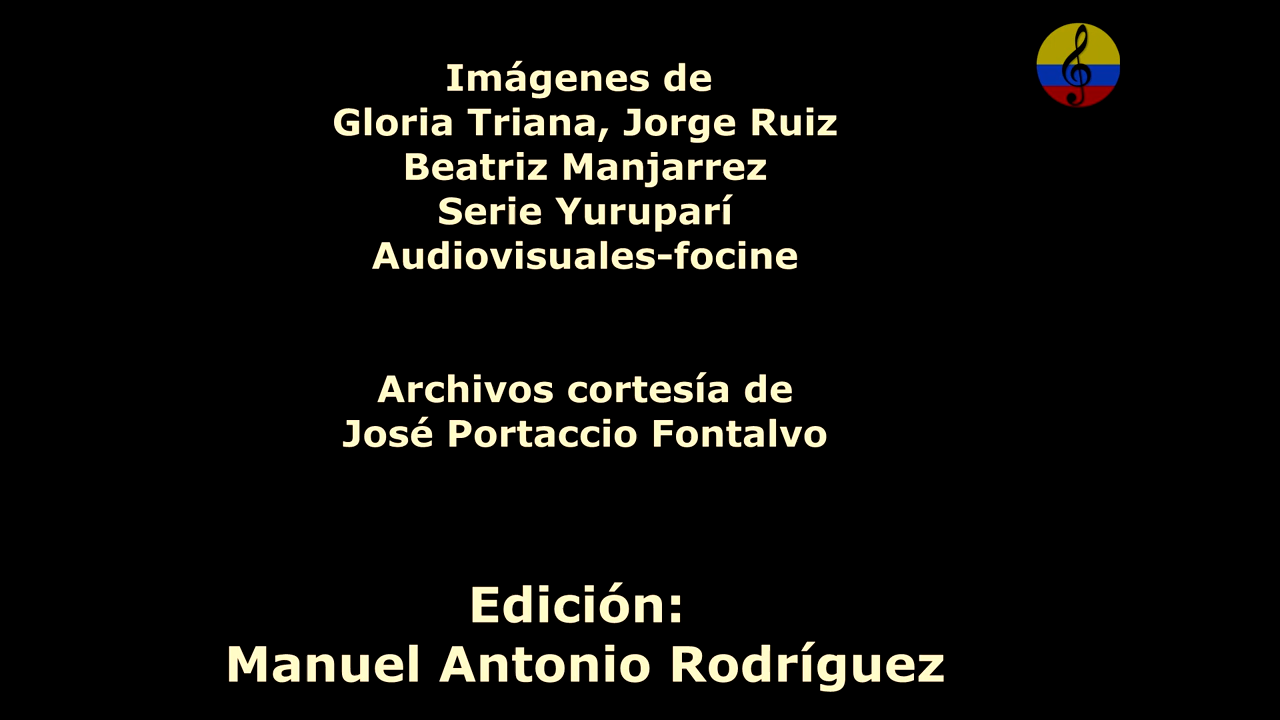 Imágenes de
Gloria Triana, Jorge Ruiz
Beatriz Manjarrez
Serie Yuruparí
Audiovisuales-focine
Archivos cortesía de
José Portaccio Fontalvo
Edición:
Manuel Antonio Rodríguez